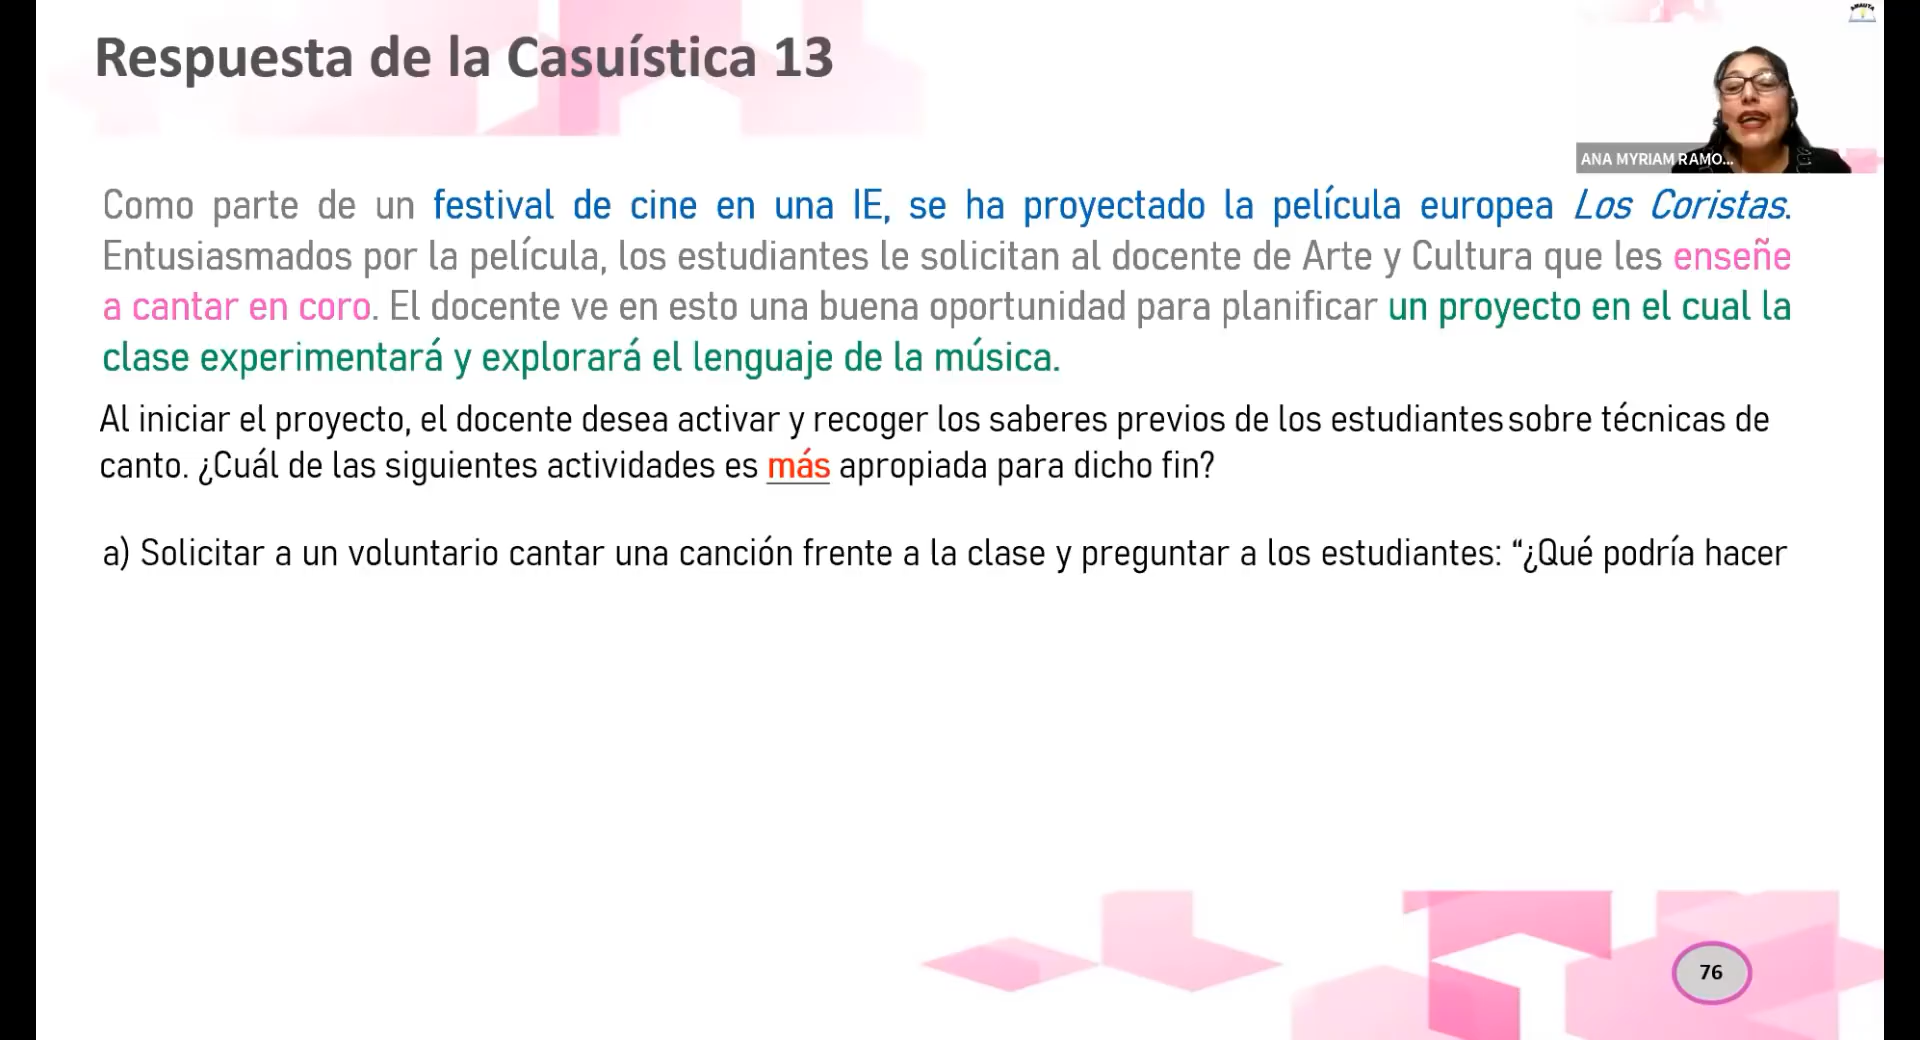 Respuesta de la Casuística 13
AMAUTA
ANA MYRIAM RAMO...
Como parte de un festival de cine en una IE, se ha proyectado la película europea Los Coristas.
Entusiasmados por la película, los estudiantes le solicitan al docente de Arte y Cultura que les enseñe
a cantar en coro. El docente ve en esto una buena oportunidad para planificar un proyecto en el cual la
clase experimentará y explorará el lenguaje de la música.
Al iniciar el proyecto, el docente desea activar y recoger los saberes previos de los estudiantes sobre técnicas de
canto. ¿Cuál de las siguientes actividades es más apropiada para dicho fin?
a) Solicitar a un voluntario cantar una canción frente a la clase y preguntar a los estudiantes: “¿Qué podría hacer
76